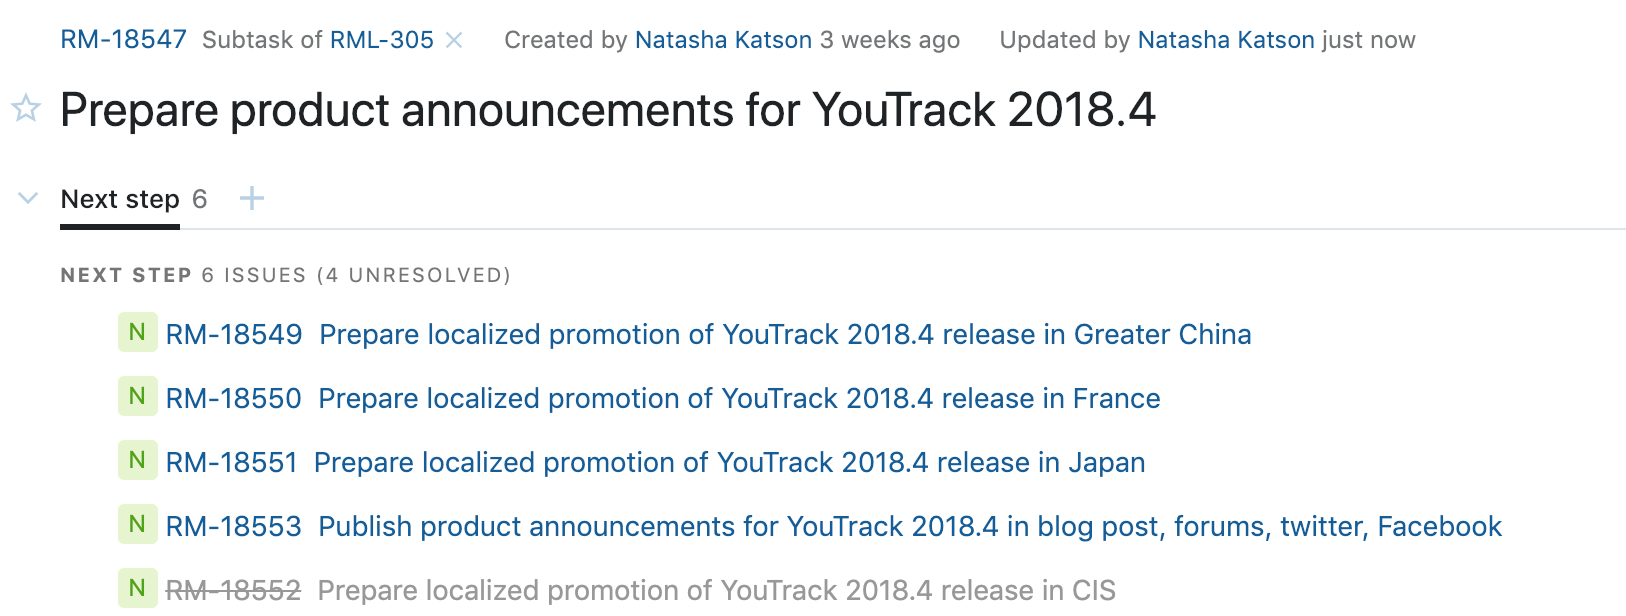 RM-18547 Subtask of RML-305 Created by Natasha Katson 3 weeks ago Updated by Natasha Katson just now
Prepare product announcements for YouTrack 2018.4
Next step 6
NEXT STEP 6 ISSUES (4 UNRESOLVED)
N RM-18549 Prepare localized promotion of YouTrack 2018.4 release in Greater China
N RM-18550 Prepare localized promotion of YouTrack 2018.4 release in France
N RM-18551 Prepare localized promotion of YouTrack 2018.4 release in Japan
N RM-18553 Publish product announcements for YouTrack 2018.4 in blog post, forums, twitter, Facebook
N RM-18552 Prepare localized promotion of YouTrack 2018.4 release in CIS